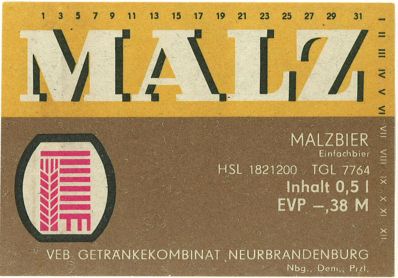 1 3 5 7 9 11 13 15 17 19 21 23 25 27 29 31
MALZ
I II III IV V VI VII VIII IX X XI XII
MALZBIER
Einfachbier
HSL 1821200 TGL 7764
Inhalt 0,5 l
EVP –,38 M
VEB GETRÄNKEKOMBINAT NEUBRANDENBURG
Nbg., Dem., Przl.